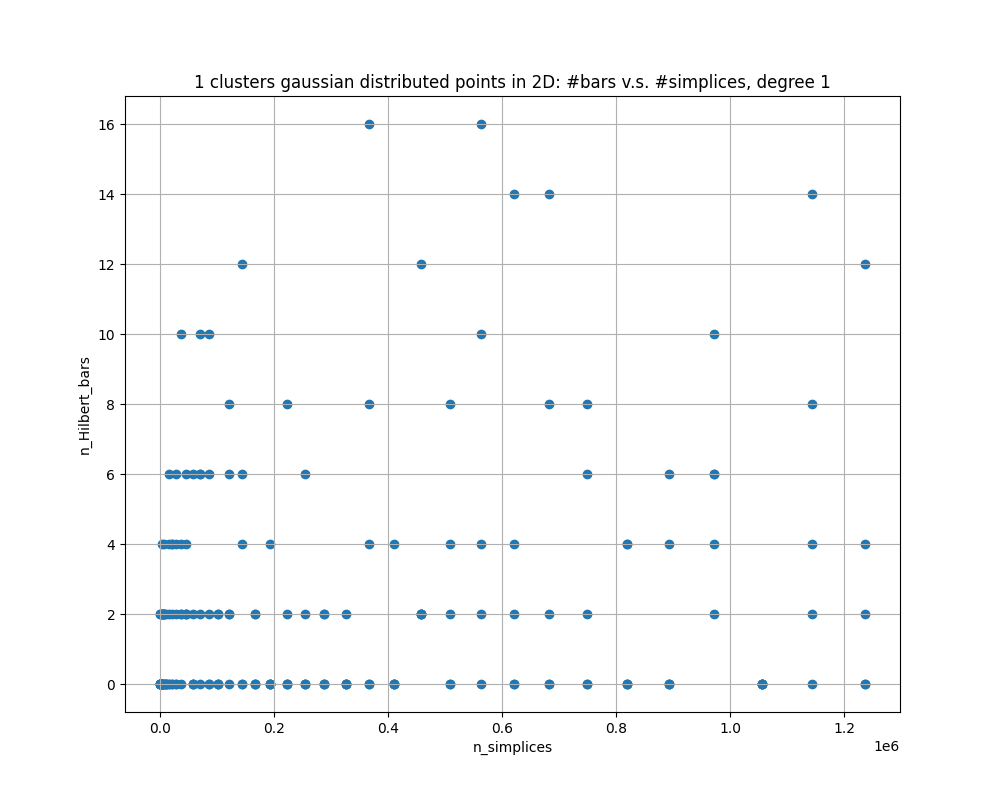 1 clusters gaussian distributed points in 2D: #bars v.s. #simplices, degree 1
n_Hilbert_bars
16
14
12
10
8
6
4
2
0
0.0 0.2 0.4 0.6 0.8 1.0 1.2
1e6
n_simplices